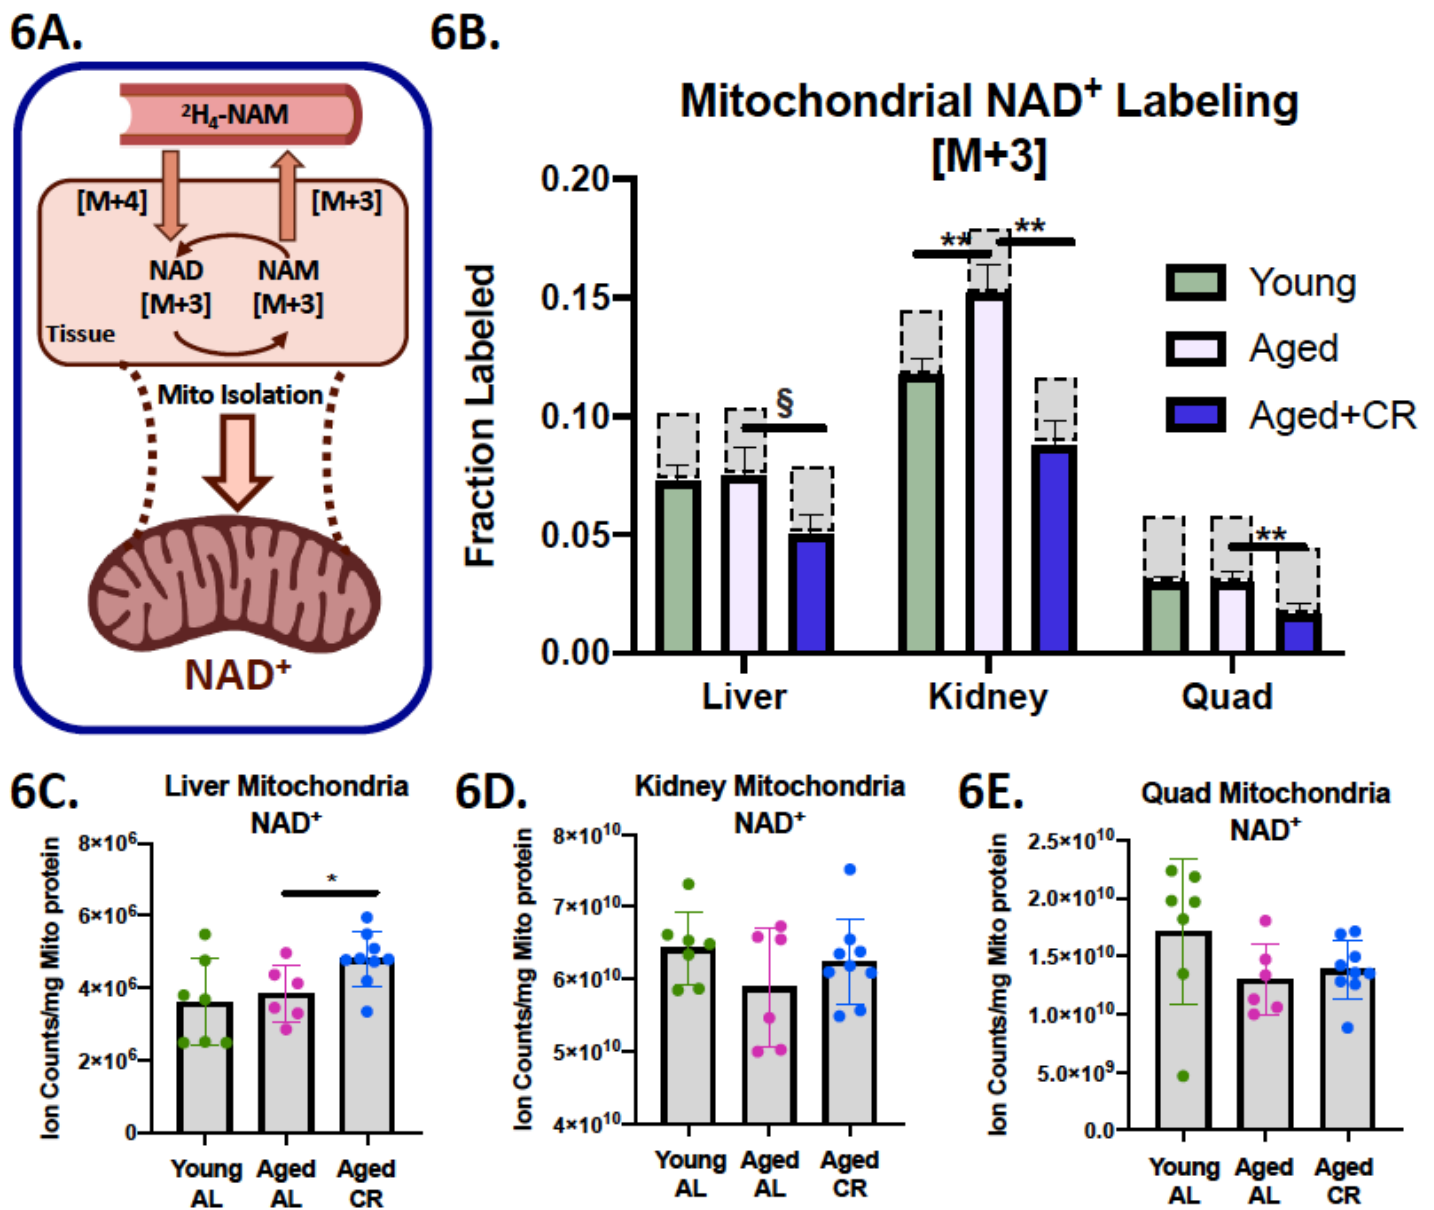 6A.
²H₄-NAM
[M+4]
[M+3]
NAD
[M+3]
NAM
[M+3]
Tissue
Mito Isolation
NAD⁺
6B.
Mitochondrial NAD⁺ Labeling
[M+3]
Fraction Labeled
0.20
0.15
0.10
0.05
0.00
§
**
**
**
Young
Aged
Aged+CR
Liver
Kidney
Quad
6C.
Liver Mitochondria
NAD⁺
Ion Counts/mg Mito protein
8×10⁶
6×10⁶
4×10⁶
2×10⁶
0
*
Young
AL
Aged
AL
Aged
CR
6D.
Kidney Mitochondria
NAD⁺
Ion Counts/mg Mito protein
8×10¹⁰
7×10¹⁰
6×10¹⁰
5×10¹⁰
4×10¹⁰
Young
AL
Aged
AL
Aged
CR
6E.
Quad Mitochondria
NAD⁺
Ion Counts/mg Mito protein
2.5×10¹⁰
2.0×10¹⁰
1.5×10¹⁰
1.0×10¹⁰
5.0×10⁹
0.0
Young
AL
Aged
AL
Aged
CR